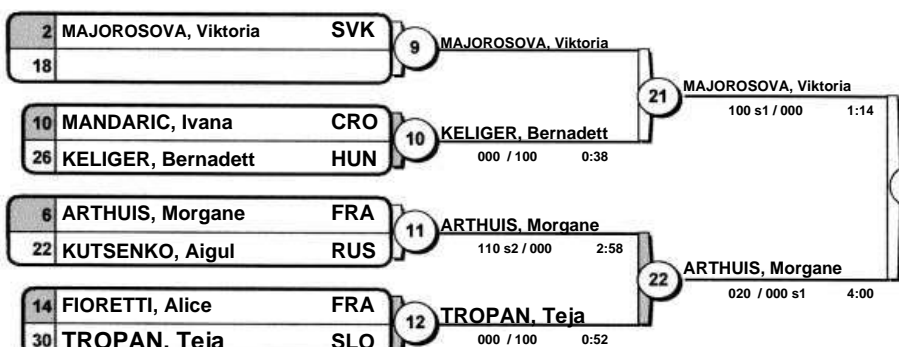 2 MAJOROSOVA, Viktoria SVK
18
9
MAJOROSOVA, Viktoria
10 MANDARIC, Ivana CRO
26 KELIGER, Bernadett HUN
10
KELIGER, Bernadett
000 / 100 0:38
21
MAJOROSOVA, Viktoria
100 s1 / 000 1:14
6 ARTHUIS, Morgane FRA
22 KUTSENKO, Aigul RUS
11
ARTHUIS, Morgane
110 s2 / 000 2:58
14 FIORETTI, Alice FRA
30 TROPAN, Teja SLO
12
TROPAN, Teja
000 / 100 0:52
22
ARTHUIS, Morgane
020 / 000 s1 4:00